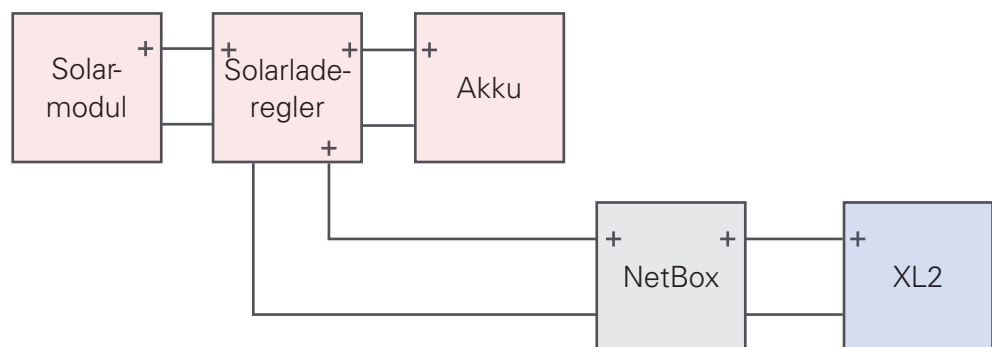 Solar-
modul
+
+
Solarlade-
regler
+
+
+
Akku
+
NetBox
+
+
XL2